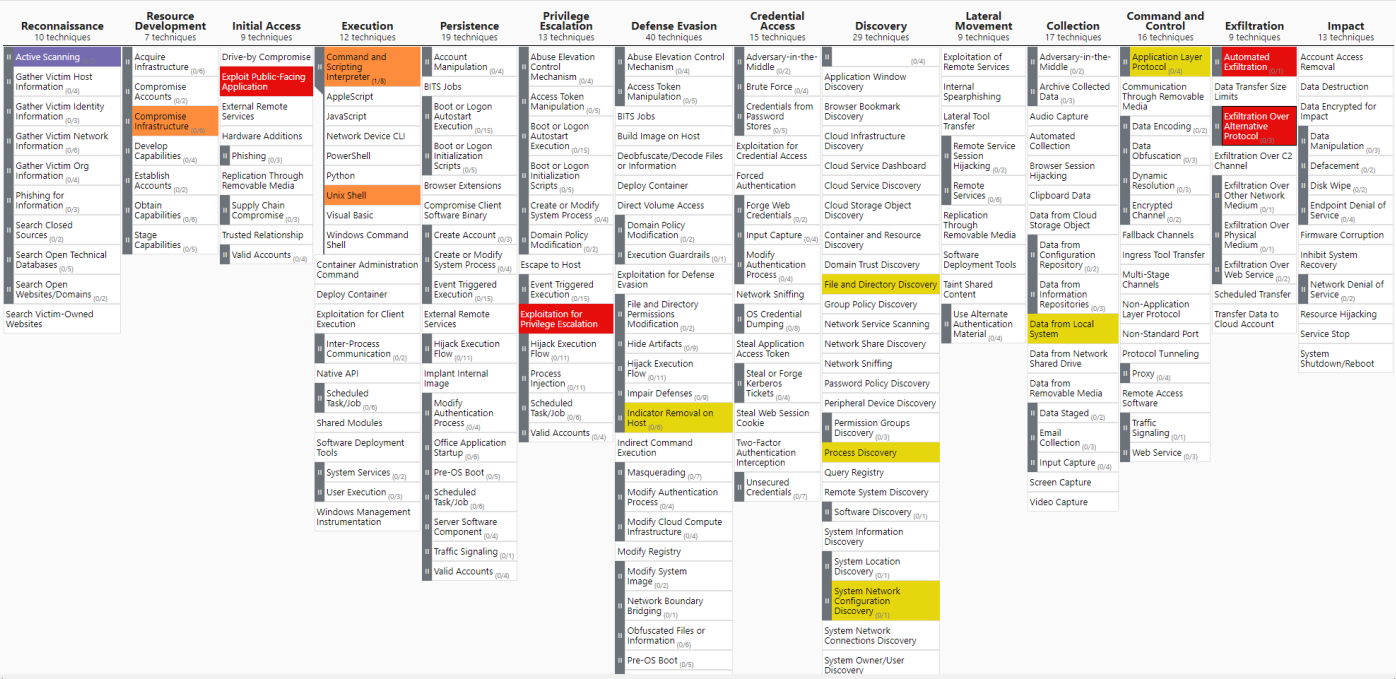 Reconnaissance
10 techniques
Active Scanning
Gather Victim Host
Information (0/4)
Gather Victim Identity
Information (0/3)
Gather Victim Network
Information (0/6)
Gather Victim Org
Information (0/4)
Phishing for
Information (0/3)
Search Closed
Sources (0/2)
Search Open Technical
Databases (0/5)
Search Open
Websites/Domains (0/2)
Search Victim-Owned
Websites
Resource
Development
7 techniques
Acquire
Infrastructure (0/6)
Compromise
Accounts (0/2)
Compromise
Infrastructure (0/6)
Develop
Capabilities (0/4)
Establish
Accounts (0/2)
Obtain
Capabilities (0/6)
Stage
Capabilities (0/5)
Initial Access
9 techniques
Drive-by Compromise
Exploit Public-Facing
Application
External Remote
Services
Hardware Additions
Phishing (0/3)
Replication Through
Removable Media
Supply Chain
Compromise (0/3)
Trusted Relationship
Valid Accounts (0/4)
Execution
12 techniques
Command and
Scripting
Interpreter (1/8)
AppleScript
JavaScript
Network Device CLI
PowerShell
Python
Unix Shell
Visual Basic
Windows Command
Shell
Container Administration
Command
Deploy Container
Exploitation for Client
Execution
Inter-Process
Communication (0/2)
Native API
Scheduled
Task/Job (0/6)
Shared Modules
Software Deployment
Tools
System Services (0/2)
User Execution (0/3)
Windows Management
Instrumentation
Persistence
19 techniques
Account
Manipulation (0/4)
BITS Jobs
Boot or Logon
Autostart
Execution (0/15)
Boot or Logon
Initialization
Scripts (0/5)
Browser Extensions
Compromise Client
Software Binary
Create Account (0/3)
Create or Modify
System Process (0/4)
Event Triggered
Execution (0/15)
External Remote
Services
Hijack Execution
Flow (0/11)
Implant Internal
Image
Modify
Authentication
Process (0/4)
Office Application
Startup (0/6)
Pre-OS Boot (0/5)
Scheduled
Task/Job (0/6)
Server Software
Component (0/4)
Traffic Signaling (0/1)
Valid Accounts (0/4)
Privilege
Escalation
13 techniques
Abuse Elevation
Control
Mechanism (0/4)
Access Token
Manipulation (0/5)
Boot or Logon
Autostart
Execution (0/15)
Boot or Logon
Initialization
Scripts (0/5)
Create or Modify
System Process (0/4)
Domain Policy
Modification (0/2)
Escape to Host
Event Triggered
Execution (0/15)
Exploitation for
Privilege Escalation
Hijack Execution
Flow (0/11)
Process
Injection (0/11)
Scheduled
Task/Job (0/6)
Valid Accounts (0/4)
Defense Evasion
40 techniques
Abuse Elevation Control
Mechanism (0/4)
Access Token
Manipulation (0/5)
BITS Jobs
Build Image on Host
Deobfuscate/Decode Files
or Information
Deploy Container
Direct Volume Access
Domain Policy
Modification (0/2)
Execution Guardrails (0/1)
Exploitation for Defense
Evasion
File and Directory
Permissions
Modification (0/2)
Hide Artifacts (0/9)
Hijack Execution
Flow (0/11)
Impair Defenses (0/9)
Indicator Removal on
Host (0/6)
Indirect Command
Execution
Masquerading (0/7)
Modify Authentication
Process (0/4)
Modify Cloud Compute
Infrastructure (0/4)
Modify Registry
Modify System
Image (0/2)
Network Boundary
Bridging (0/1)
Obfuscated Files or
Information (0/6)
Pre-OS Boot (0/5)
Credential
Access
15 techniques
Adversary-in-the-
Middle (0/2)
Brute Force (0/4)
Credentials from
Password
Stores (0/5)
Exploitation for
Credential Access
Forced
Authentication
Forge Web
Credentials (0/2)
Input Capture (0/4)
Modify
Authentication
Process (0/4)
Network Sniffing
OS Credential
Dumping (0/8)
Steal Application
Access Token
Steal or Forge
Kerberos
Tickets (0/4)
Steal Web Session
Cookie
Two-Factor
Authentication
Interception
Unsecured
Credentials (0/7)
Discovery
29 techniques
(0/4)
Application Window
Discovery
Browser Bookmark
Discovery
Cloud Infrastructure
Discovery
Cloud Service Dashboard
Cloud Service Discovery
Cloud Storage Object
Discovery
Container and Resource
Discovery
Domain Trust Discovery
File and Directory Discovery
Group Policy Discovery
Network Service Scanning
Network Share Discovery
Network Sniffing
Password Policy Discovery
Peripheral Device Discovery
Permission Groups
Discovery (0/3)
Process Discovery
Query Registry
Remote System Discovery
Software Discovery (0/1)
System Information
Discovery
System Location
Discovery (0/1)
System Network
Configuration
Discovery (0/1)
System Network
Connections Discovery
System Owner/User
Discovery
Lateral
Movement
9 techniques
Exploitation of
Remote Services
Internal
Spearphishing
Lateral Tool
Transfer
Remote Service
Session
Hijacking (0/2)
Remote
Services (0/6)
Replication
Through
Removable Media
Software
Deployment Tools
Taint Shared
Content
Use Alternate
Authentication
Material (0/4)
Collection
17 techniques
Adversary-in-the-
Middle (0/2)
Archive Collected
Data (0/3)
Audio Capture
Automated
Collection
Browser Session
Hijacking
Clipboard Data
Data from Cloud
Storage Object
Data from
Configuration
Repository (0/2)
Data from
Information
Repositories (0/3)
Data from Local
System
Data from Network
Shared Drive
Data from
Removable Media
Data Staged (0/2)
Email
Collection (0/3)
Input Capture (0/4)
Screen Capture
Video Capture
Command and
Control
16 techniques
Application Layer
Protocol (0/4)
Communication
Through Removable
Media
Data Encoding (0/2)
Data
Obfuscation (0/3)
Dynamic
Resolution (0/3)
Encrypted
Channel (0/2)
Fallback Channels
Ingress Tool Transfer
Multi-Stage
Channels
Non-Application
Layer Protocol
Non-Standard Port
Protocol Tunneling
Proxy (0/4)
Remote Access
Software
Traffic
Signaling (0/1)
Web Service (0/3)
Exfiltration
9 techniques
Automated
Exfiltration (0/1)
Data Transfer Size
Limits
Exfiltration Over
Alternative
Protocol (0/3)
Exfiltration Over C2
Channel
Exfiltration Over
Other Network
Medium (0/1)
Exfiltration Over
Physical
Medium (0/1)
Exfiltration Over
Web Service (0/2)
Scheduled Transfer
Transfer Data to
Cloud Account
Impact
13 techniques
Account Access
Removal
Data Destruction
Data Encrypted for
Impact
Data
Manipulation (0/3)
Defacement (0/2)
Disk Wipe (0/2)
Endpoint Denial of
Service (0/4)
Firmware Corruption
Inhibit System
Recovery
Network Denial of
Service (0/2)
Resource Hijacking
Service Stop
System
Shutdown/Reboot